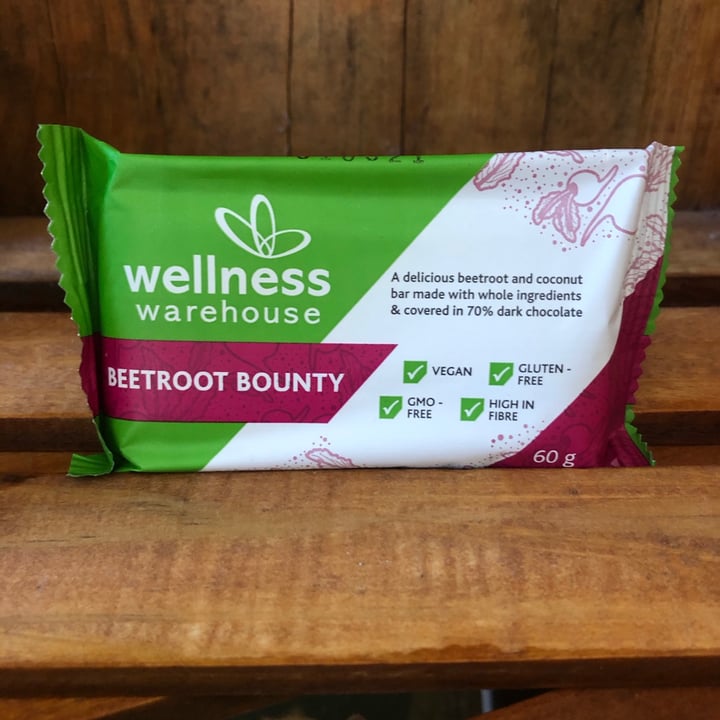 wellness
warehouse
BEETROOT BOUNTY
A delicious beetroot and coconut
bar made with whole ingredients
& covered in 70% dark chocolate
VEGAN
GLUTEN-
FREE
GMO-
FREE
HIGH IN
FIBRE
60 g